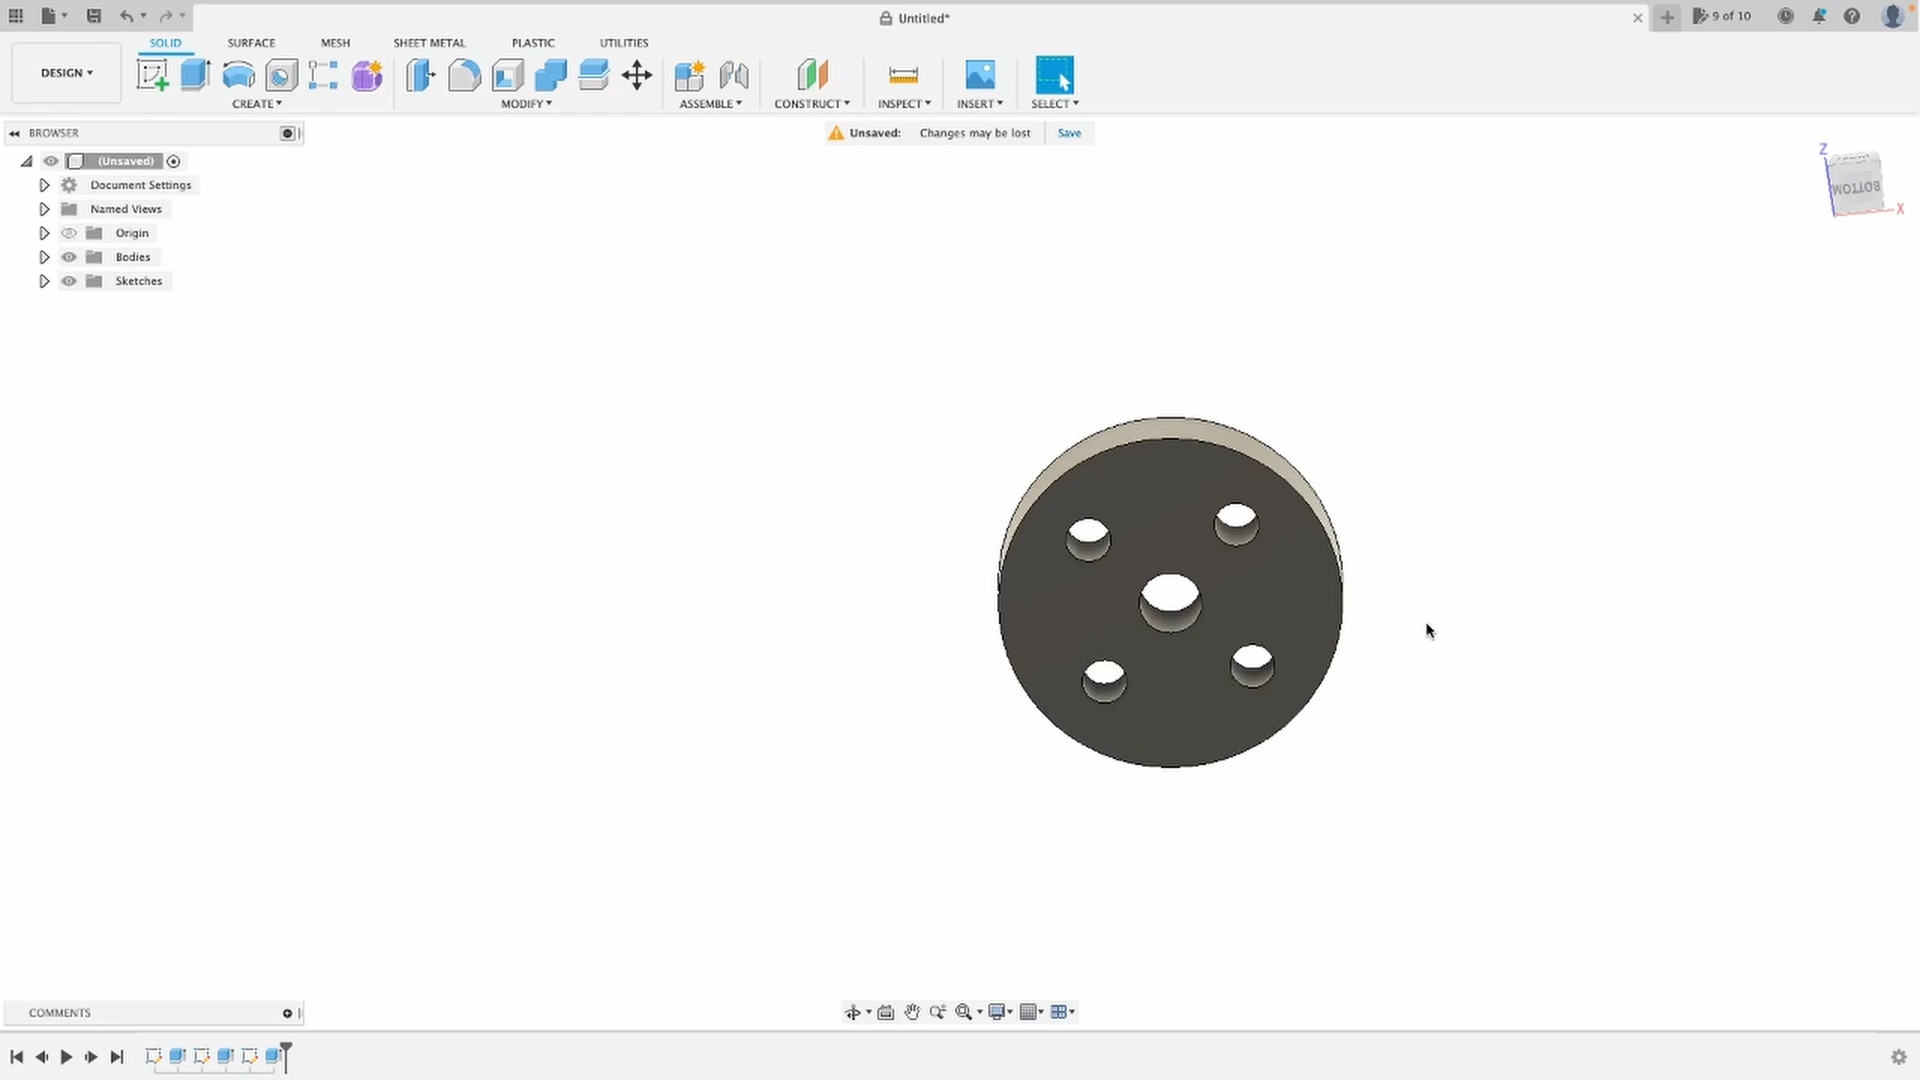 Untitled*
9 of 10
DESIGN
SOLID
SURFACE
MESH
SHEET METAL
PLASTIC
UTILITIES
CREATE
MODIFY
ASSEMBLE
CONSTRUCT
INSPECT
INSERT
SELECT
BROWSER
Unsaved: Changes may be lost Save
(Unsaved)
Document Settings
Named Views
Origin
Bodies
Sketches
Z
BOTTOM
X
COMMENTS